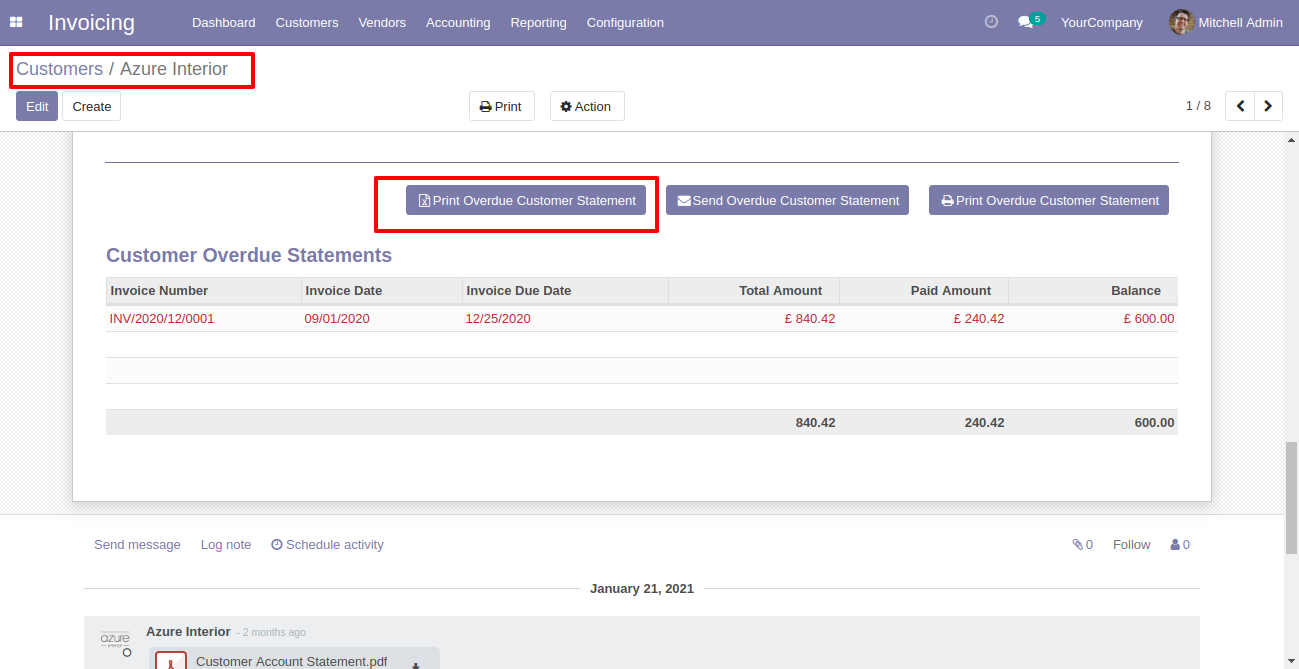 Invoicing Dashboard Customers Vendors Accounting Reporting Configuration 5 YourCompany Mitchell Admin
Customers / Azure Interior
Edit Create Print Action 1 / 8
Print Overdue Customer Statement Send Overdue Customer Statement Print Overdue Customer Statement
Customer Overdue Statements
Invoice Number Invoice Date Invoice Due Date Total Amount Paid Amount Balance
INV/2020/12/0001 09/01/2020 12/25/2020 £ 840.42 £ 240.42 £ 600.00
840.42 240.42 600.00
Send message Log note Schedule activity 0 Follow 0
January 21, 2021
azure interior
Azure Interior - 2 months ago
Customer Account Statement.pdf